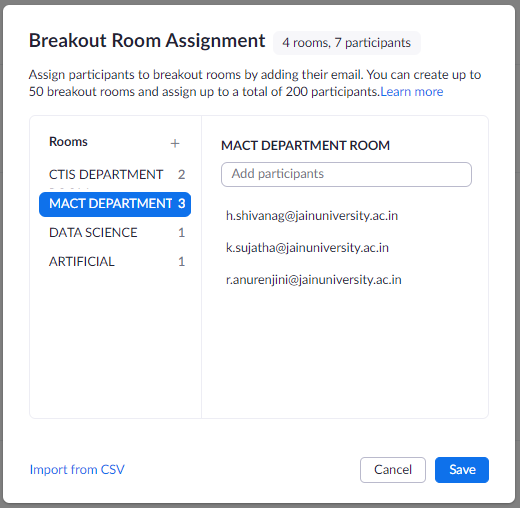 Breakout Room Assignment 4 rooms, 7 participants
Assign participants to breakout rooms by adding their email. You can create up to
50 breakout rooms and assign up to a total of 200 participants.Learn more
Rooms +
CTIS DEPARTMENT 2
MACT DEPARTMENT 3
DATA SCIENCE 1
ARTIFICIAL 1
MACT DEPARTMENT ROOM
Add participants
h.shivanag@jainuniversity.ac.in
k.sujatha@jainuniversity.ac.in
r.anurenjini@jainuniversity.ac.in
Import from CSV
Cancel
Save